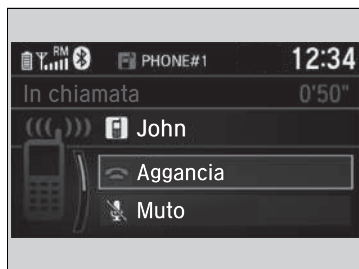 RM PHONE#1 12:34
In chiamata 0'50"
John
Aggancia
Muto